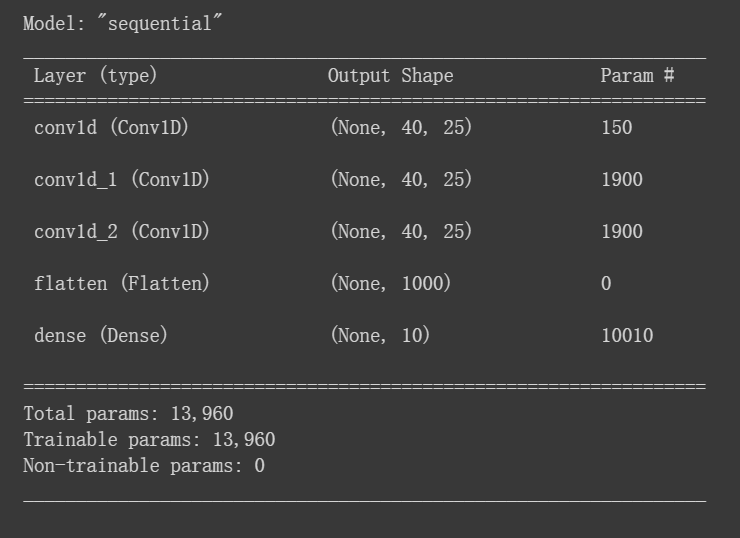 Model: "sequential"
Layer (type) Output Shape Param #
conv1d (Conv1D) (None, 40, 25) 150
conv1d_1 (Conv1D) (None, 40, 25) 1900
conv1d_2 (Conv1D) (None, 40, 25) 1900
flatten (Flatten) (None, 1000) 0
dense (Dense) (None, 10) 10010
Total params: 13,960
Trainable params: 13,960
Non-trainable params: 0